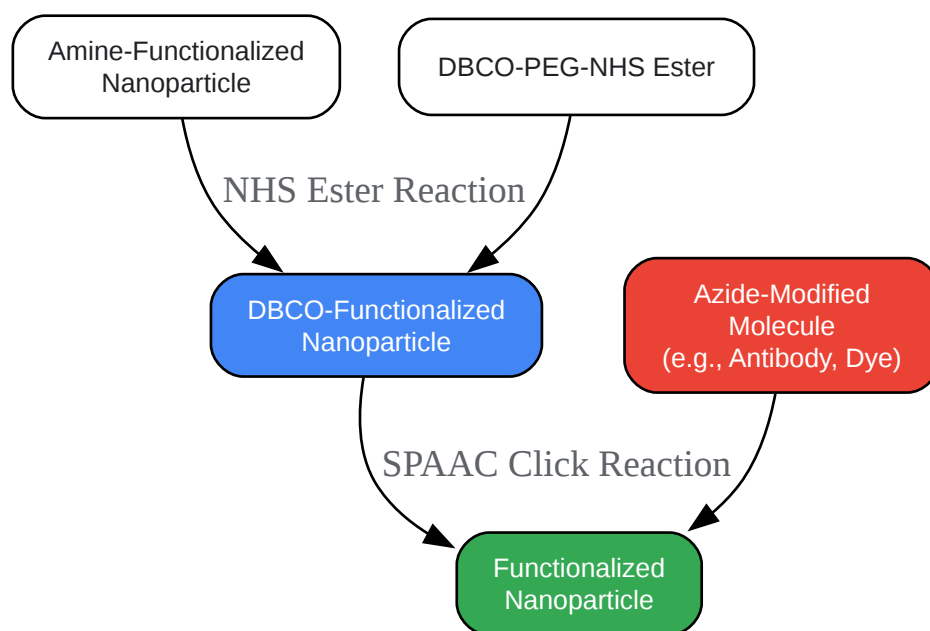 Amine-Functionalized
Nanoparticle
DBCO-PEG-NHS Ester
NHS Ester Reaction
DBCO-Functionalized
Nanoparticle
Azide-Modified
Molecule
(e.g., Antibody, Dye)
SPAAC Click Reaction
Functionalized
Nanoparticle